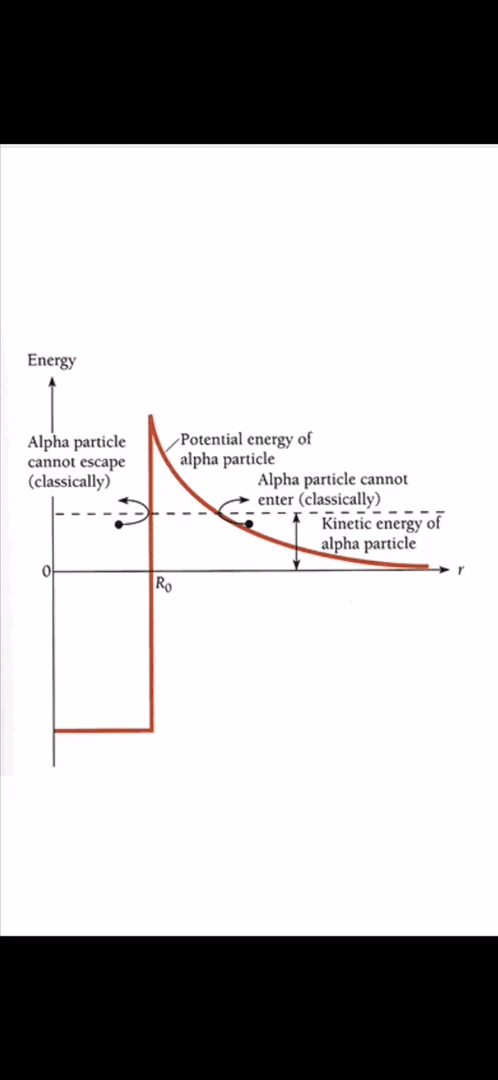 Energy
Alpha particle
cannot escape
(classically)
Potential energy of
alpha particle
Alpha particle cannot
enter (classically)
Kinetic energy of
alpha particle
0
R₀
r